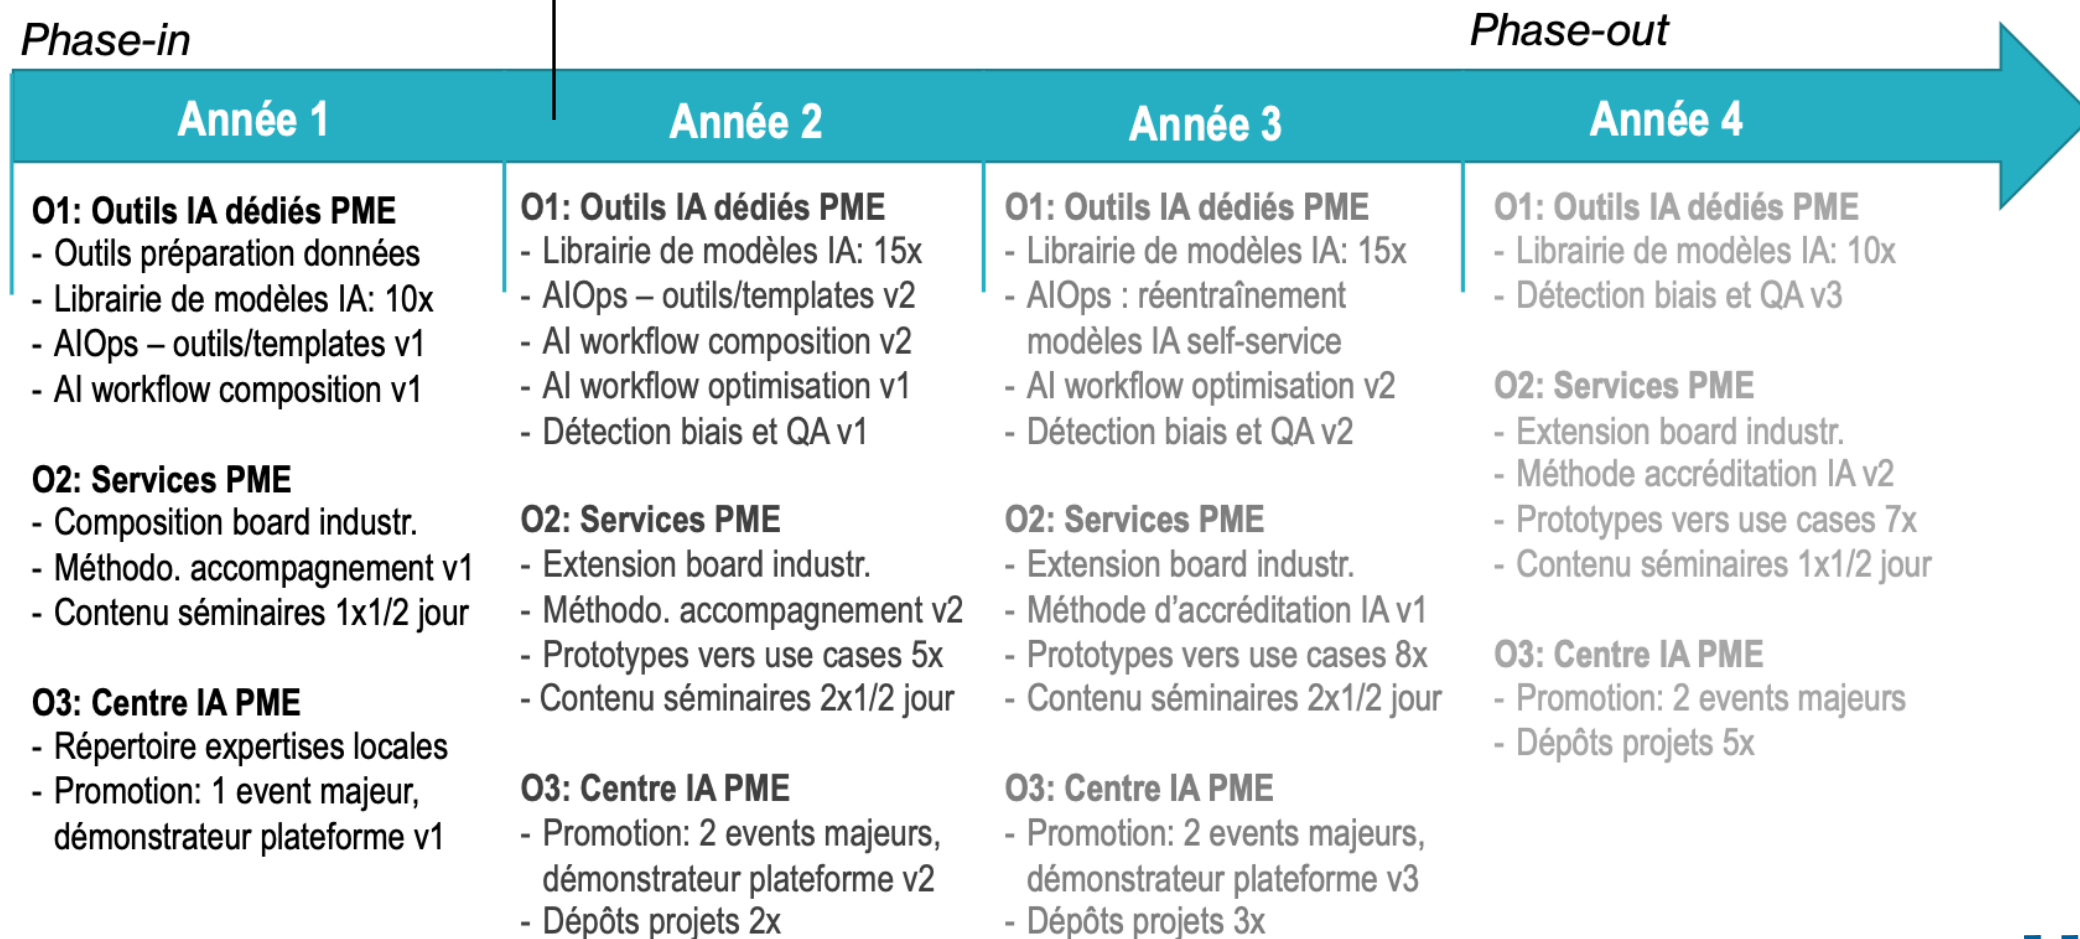 Phase-in
Phase-out
Année 1
Année 2
Année 3
Année 4
O1: Outils IA dédiés PME
- Outils préparation données
- Librairie de modèles IA: 10x
- AIOps – outils/templates v1
- AI workflow composition v1
O2: Services PME
- Composition board industr.
- Méthodo. accompagnement v1
- Contenu séminaires 1x1/2 jour
O3: Centre IA PME
- Répertoire expertises locales
- Promotion: 1 event majeur,
démonstrateur plateforme v1
O1: Outils IA dédiés PME
- Librairie de modèles IA: 15x
- AIOps – outils/templates v2
- AI workflow composition v2
- AI workflow optimisation v1
- Détection biais et QA v1
O2: Services PME
- Extension board industr.
- Méthodo. accompagnement v2
- Prototypes vers use cases 5x
- Contenu séminaires 2x1/2 jour
O3: Centre IA PME
- Promotion: 2 events majeurs,
démonstrateur plateforme v2
- Dépôts projets 2x
O1: Outils IA dédiés PME
- Librairie de modèles IA: 15x
- AIOps : réentraînement
modèles IA self-service
- AI workflow optimisation v2
- Détection biais et QA v2
O2: Services PME
- Extension board industr.
- Méthode d'accréditation IA v1
- Prototypes vers use cases 8x
- Contenu séminaires 2x1/2 jour
O3: Centre IA PME
- Promotion: 2 events majeurs,
démonstrateur plateforme v3
- Dépôts projets 3x
O1: Outils IA dédiés PME
- Librairie de modèles IA: 10x
- Détection biais et QA v3
O2: Services PME
- Extension board industr.
- Méthode accréditation IA v2
- Prototypes vers use cases 7x
- Contenu séminaires 1x1/2 jour
O3: Centre IA PME
- Promotion: 2 events majeurs
- Dépôts projets 5x